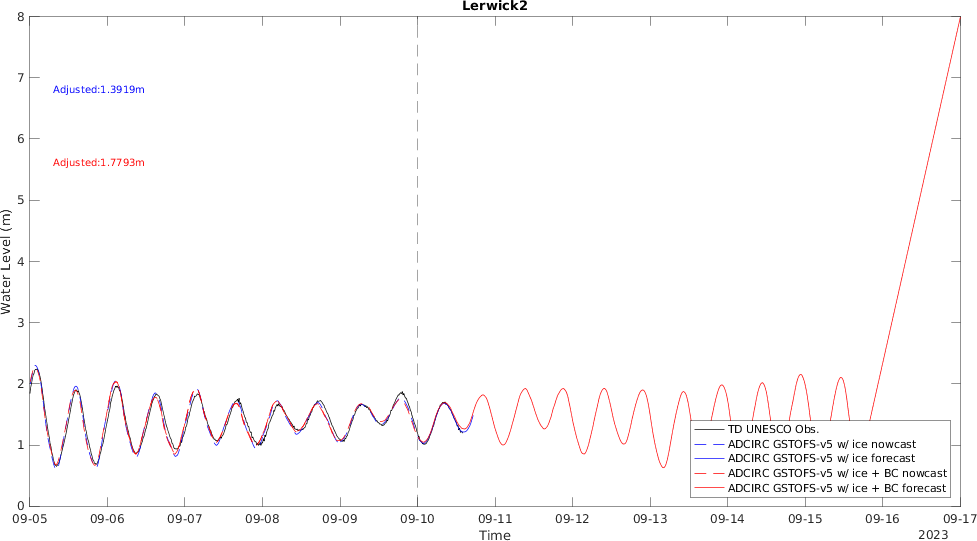 Lerwick2
8
7
Adjusted:1.3919m
6
Adjusted:1.7793m
5
Water Level (m)
4
3
2
1
0
TD UNESCO Obs.
ADCIRC GSTOFS-v5 w/ ice nowcast
ADCIRC GSTOFS-v5 w/ ice forecast
ADCIRC GSTOFS-v5 w/ ice + BC nowcast
ADCIRC GSTOFS-v5 w/ ice + BC forecast
09-05 09-06 09-07 09-08 09-09 09-10 09-11 09-12 09-13 09-14 09-15 09-16 09-17
Time
2023